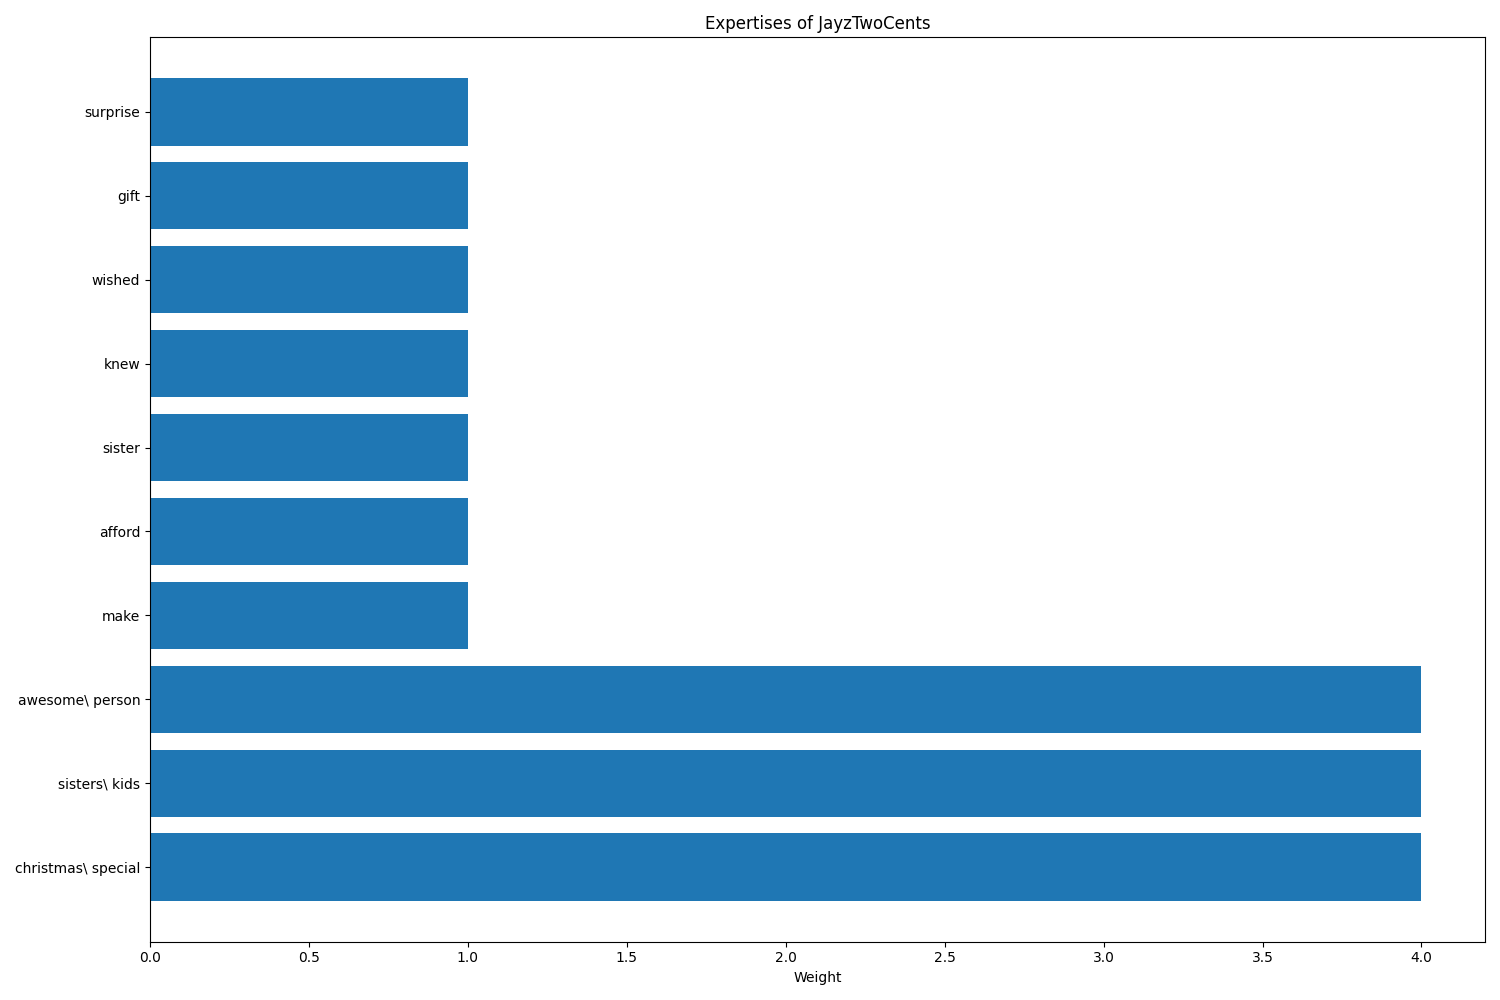 Expertises of JayzTwoCents
surprise
gift
wished
knew
sister
afford
make
awesome\ person
sisters\ kids
christmas\ special
0.0 0.5 1.0 1.5 2.0 2.5 3.0 3.5 4.0
Weight